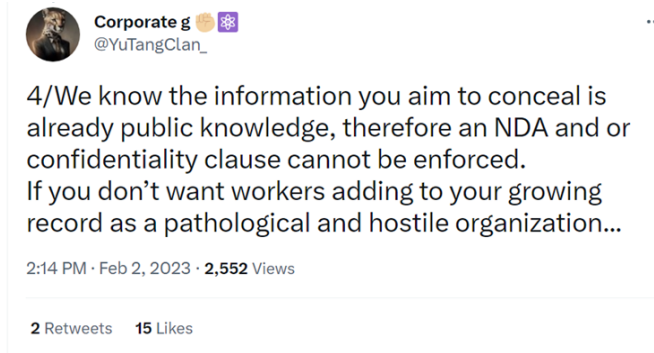 Corporate g ✊🏼⚛️
@YuTangClan_
4/We know the information you aim to conceal is
already public knowledge, therefore an NDA and or
confidentiality clause cannot be enforced.
If you don’t want workers adding to your growing
record as a pathological and hostile organization...
2:14 PM · Feb 2, 2023 · 2,552 Views
2 Retweets 15 Likes